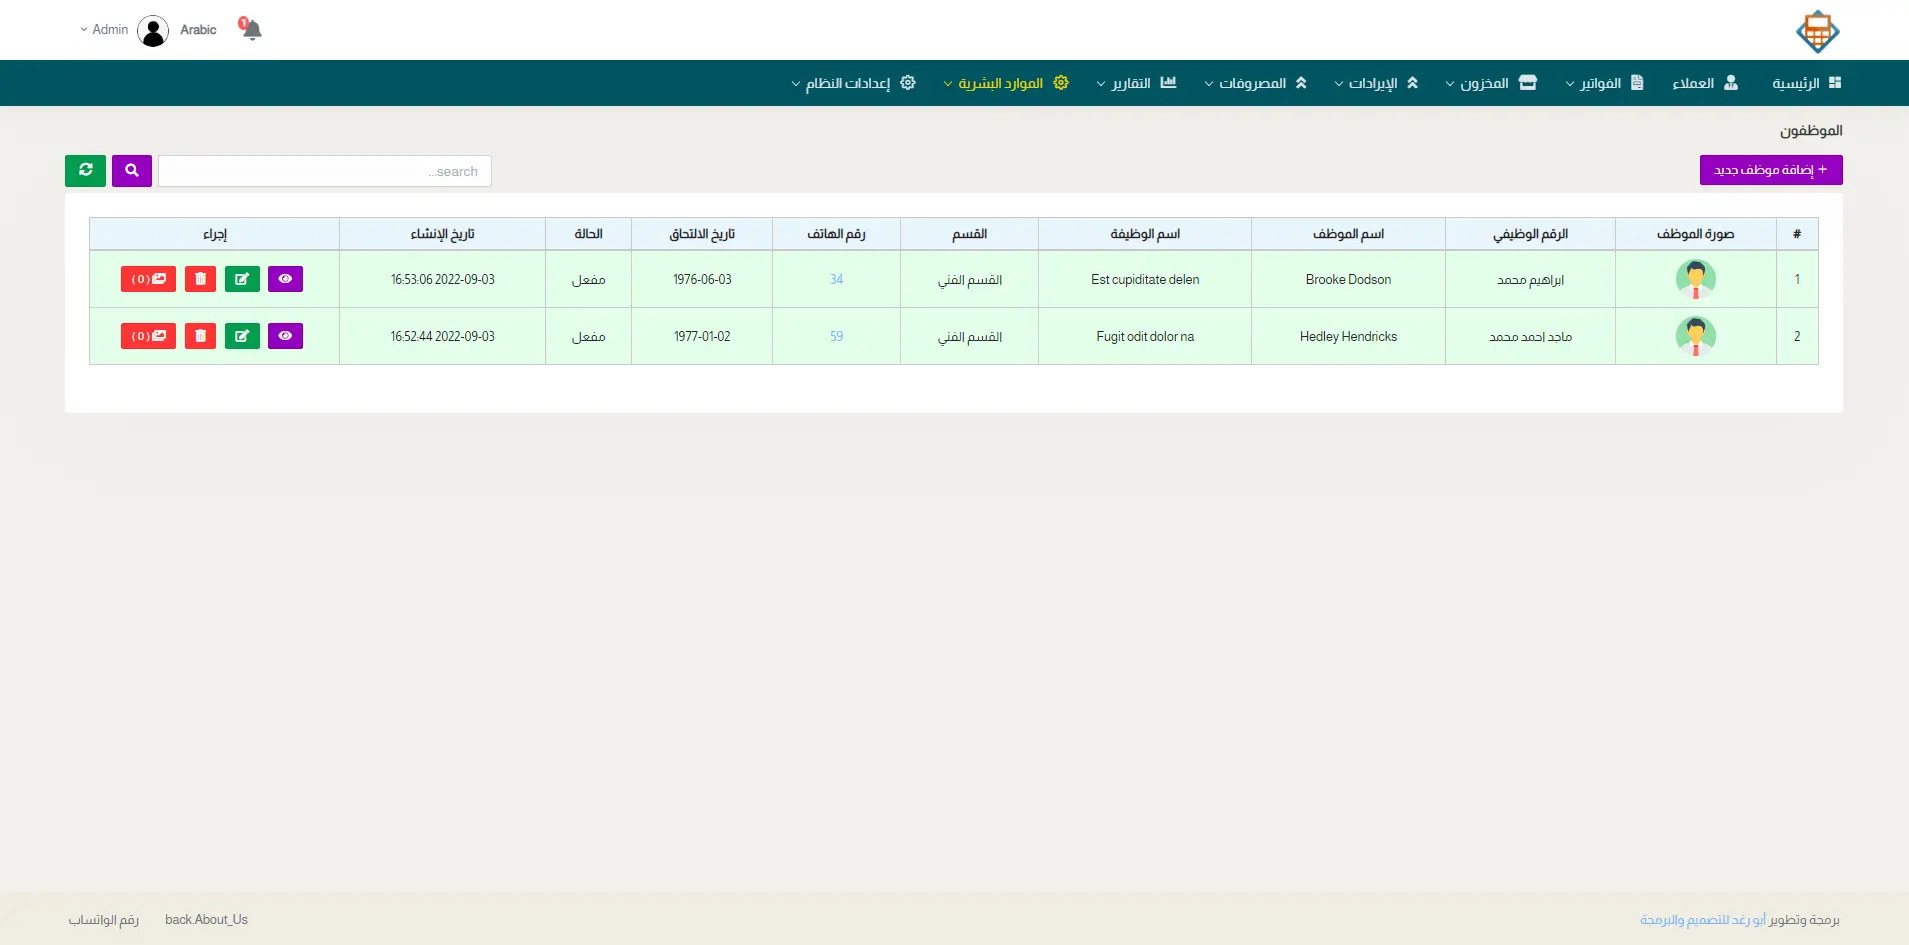 1
Arabic
Admin
الرئيسية
العملاء
الفواتير
المخزون
الإيرادات
المصروفات
التقارير
الموارد البشرية
إعدادات النظام
الموظفون
+ إضافة موظف جديد
search...
# صورة الموظف الرقم الوظيفي اسم الموظف اسم الوظيفة القسم رقم الهاتف تاريخ الالتحاق الحالة تاريخ الإنشاء إجراء
1 ابراهيم محمد Brooke Dodson Est cupiditate delen القسم الفني 34 1976-06-03 مفعل 2022-09-03 16:53:06 (0)
2 ماجد احمد محمد Hedley Hendricks Fugit odit dolor na القسم الفني 59 1977-01-02 مفعل 2022-09-03 16:52:44 (0)
برمجة وتطوير أبو رغد للتصميم والبرمجة
back.About_Us
رقم الواتساب